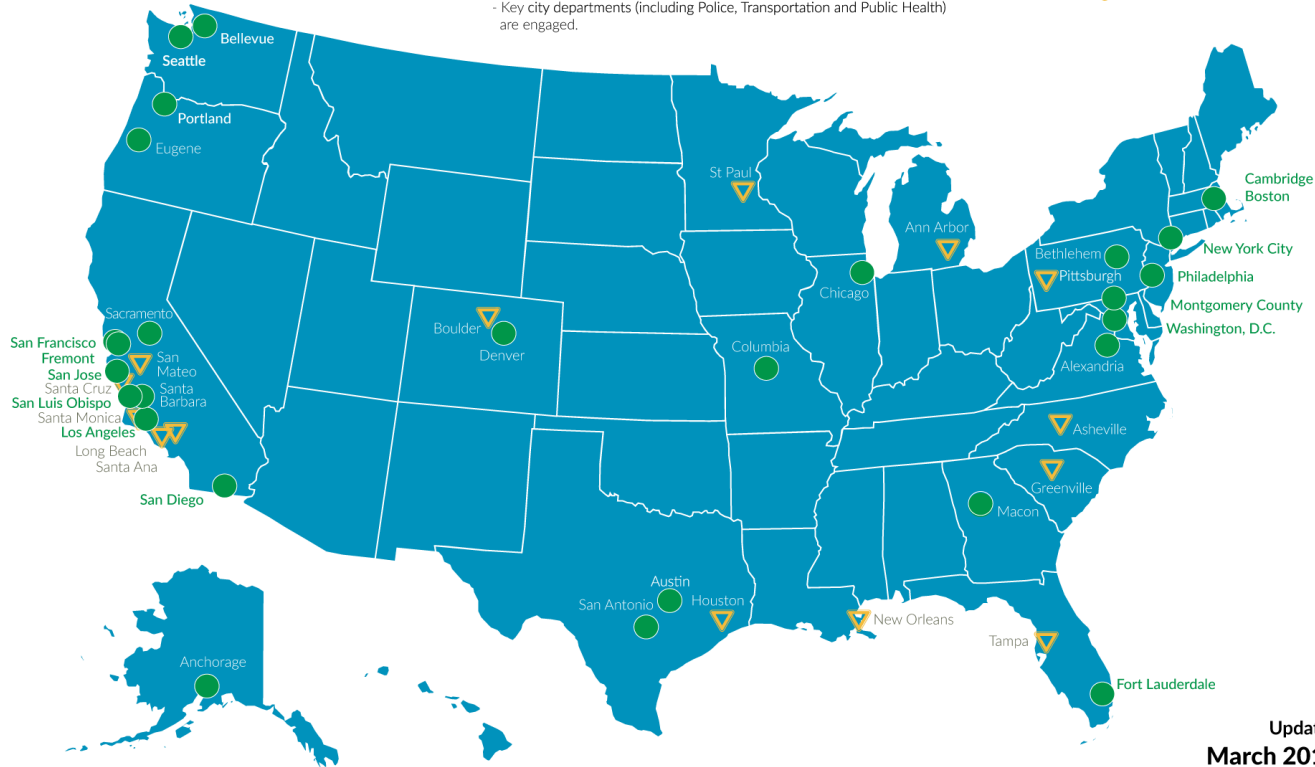 - Key city departments (including Police, Transportation and Public Health)
are engaged.
Bellevue
Seattle
Portland
Eugene
St Paul
Ann Arbor
Cambridge
Boston
New York City
Bethlehem
Pittsburgh
Philadelphia
Montgomery County
Washington, D.C.
Alexandria
Chicago
Columbia
Boulder
Denver
Sacramento
San Francisco
Fremont
San
Mateo
San Jose
Santa Cruz
Santa
Barbara
San Luis Obispo
Santa Monica
Los Angeles
Long Beach
Santa Ana
San Diego
Asheville
Greenville
Macon
Austin
San Antonio
Houston
New Orleans
Tampa
Fort Lauderdale
Anchorage
March